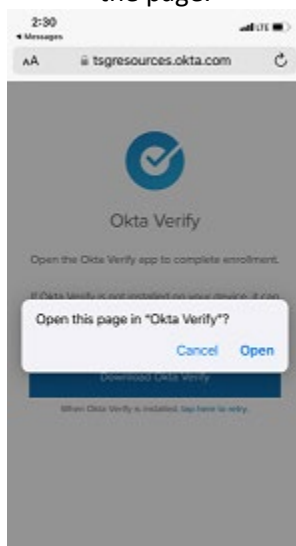 the page.
2:30
◀ Messages
LTE
AA
tsgresources.okta.com
Okta Verify
Open the Okta Verify app to complete enrollment.
If Okta Verify is not installed on your device, it can
Open this page in “Okta Verify”?
Cancel Open
Download Okta Verify
When Okta Verify is installed, tap here to retry.